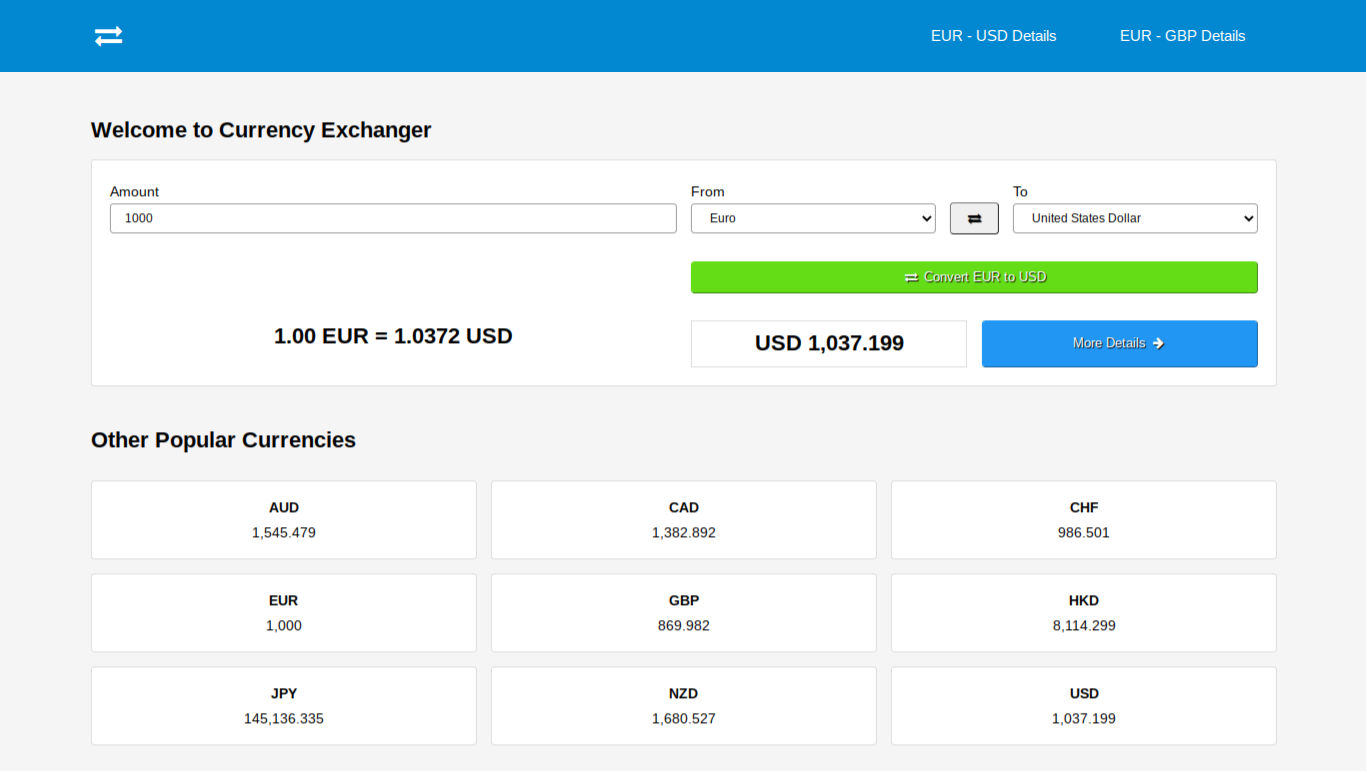 EUR - USD Details EUR - GBP Details
Welcome to Currency Exchanger
Amount From To
1000 Euro United States Dollar
Convert EUR to USD
1.00 EUR = 1.0372 USD USD 1,037.199 More Details
Other Popular Currencies
AUD CAD CHF
1,545.479 1,382.892 986.501
EUR GBP HKD
1,000 869.982 8,114.299
JPY NZD USD
145,136.335 1,680.527 1,037.199